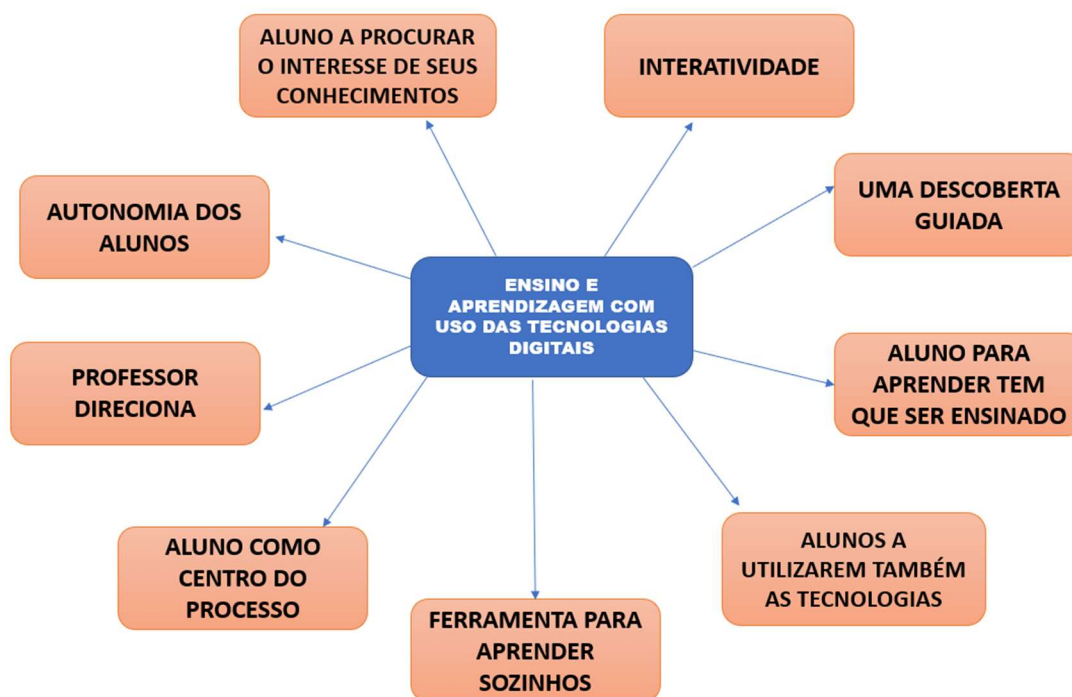 ALUNO A PROCURAR
O INTERESSE DE SEUS
CONHECIMENTOS
INTERATIVIDADE
AUTONOMIA DOS
ALUNOS
UMA DESCOBERTA
GUIADA
ENSINO E
APRENDIZAGEM COM
USO DAS TECNOLOGIAS
DIGITAIS
PROFESSOR
DIRECIONA
ALUNO PARA
APRENDER TEM
QUE SER ENSINADO
ALUNO COMO
CENTRO DO
PROCESSO
FERRAMENTA PARA
APRENDER
SOZINHOS
ALUNOS A
UTILIZAREM TAMBÉM
AS TECNOLOGIAS